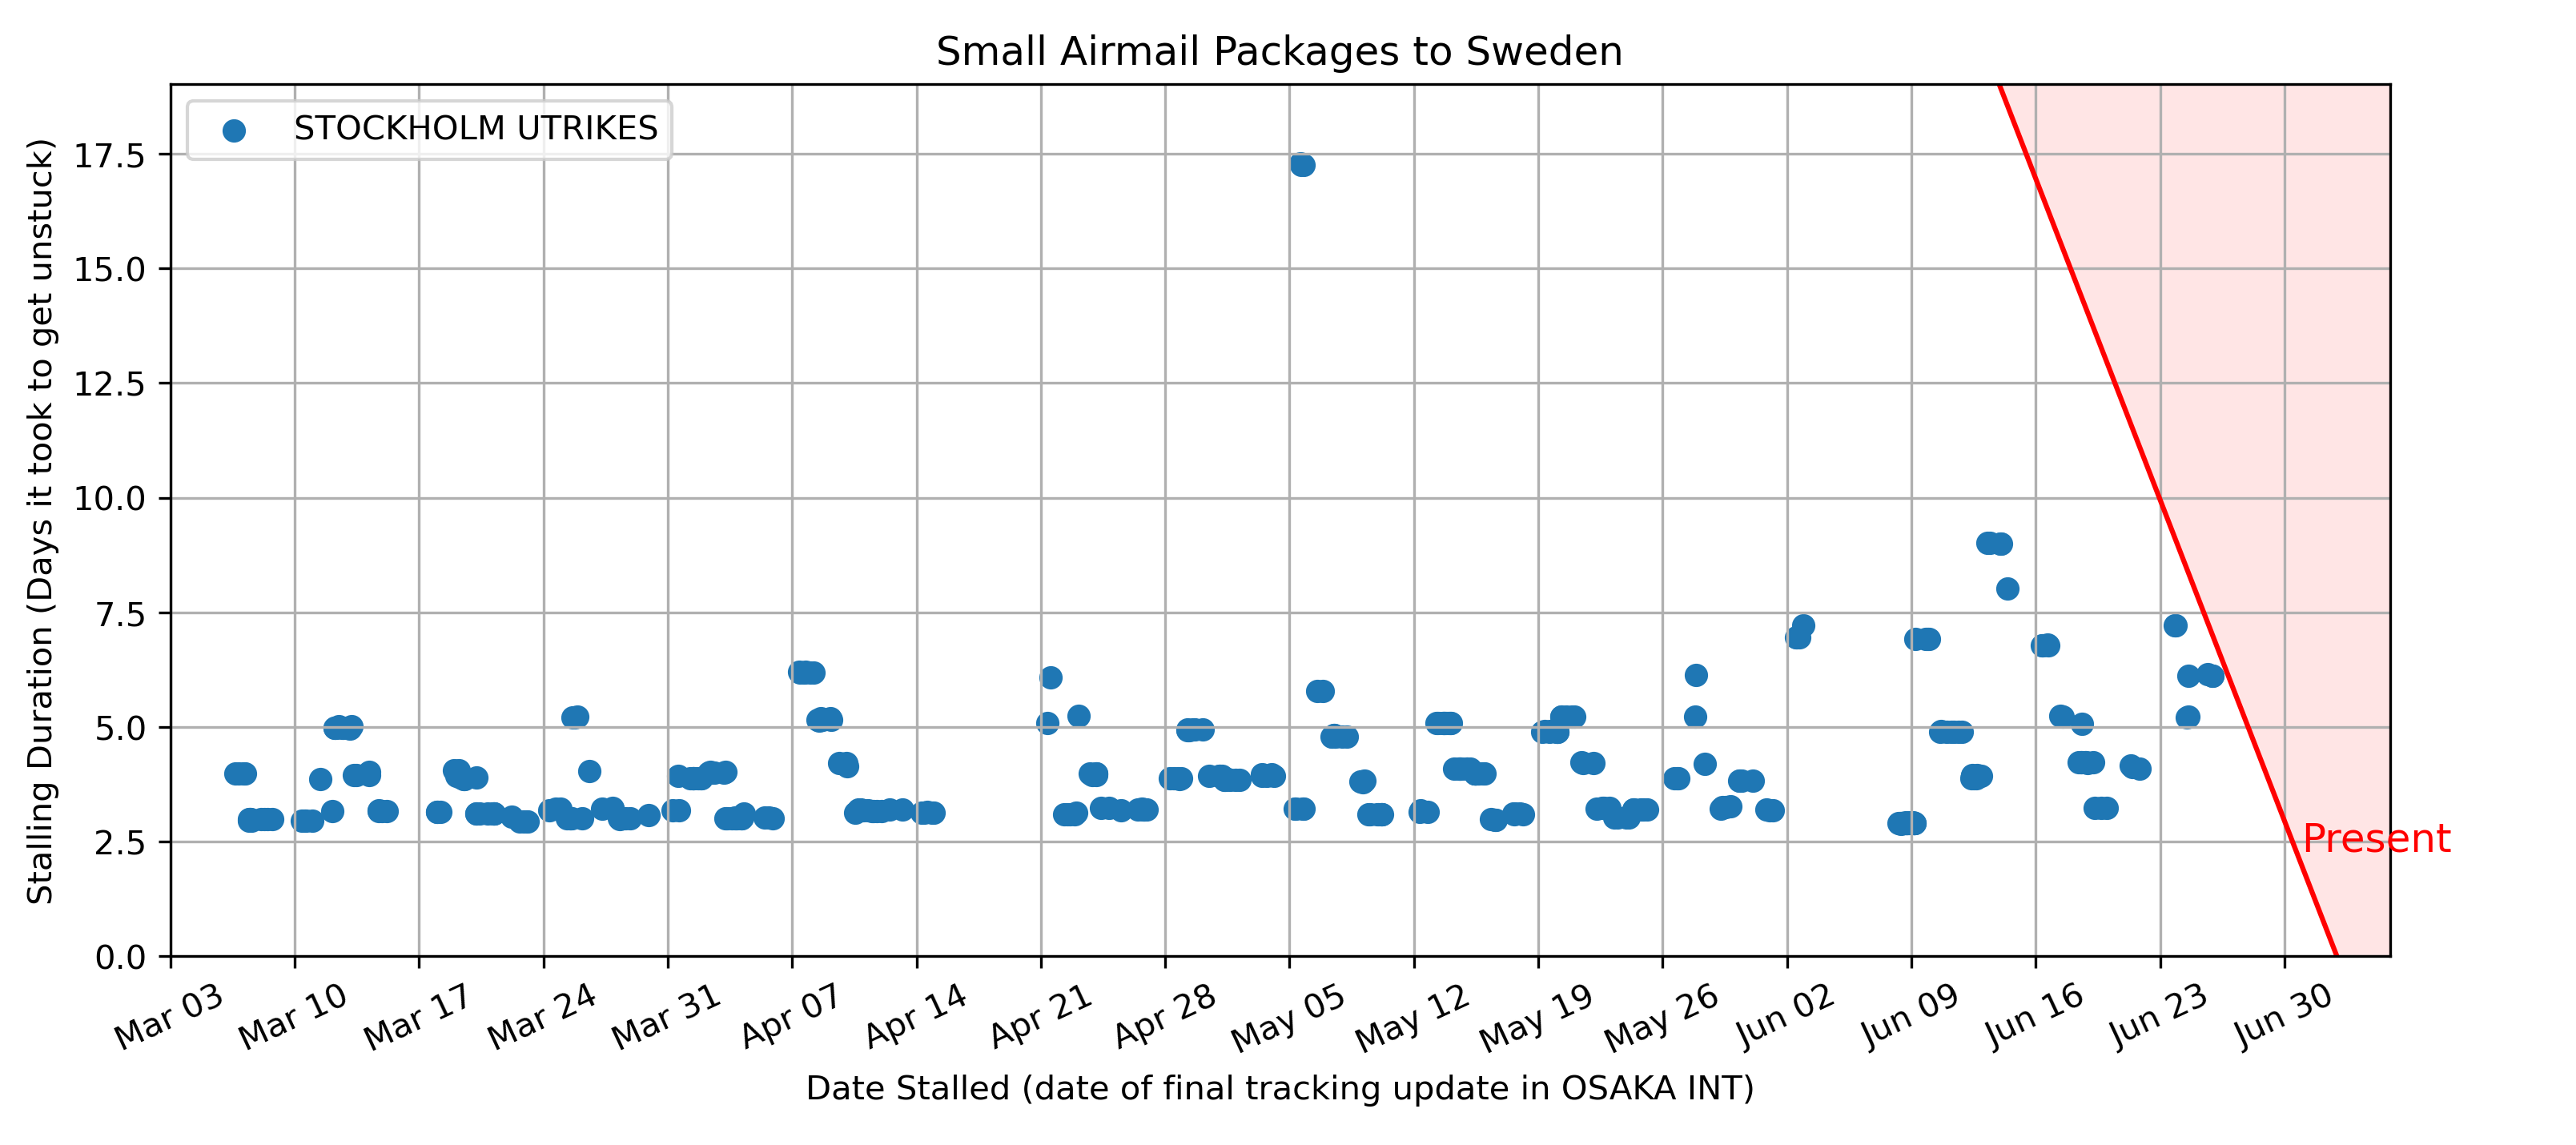 Small Airmail Packages to Sweden
STOCKHOLM UTRIKES
Stalling Duration (Days it took to get unstuck)
17.5
15.0
12.5
10.0
7.5
5.0
2.5
0.0
Present
Mar 03
Mar 10
Mar 17
Mar 24
Mar 31
Apr 07
Apr 14
Apr 21
Apr 28
May 05
May 12
May 19
May 26
Jun 02
Jun 09
Jun 16
Jun 23
Jun 30
Date Stalled (date of final tracking update in OSAKA INT)